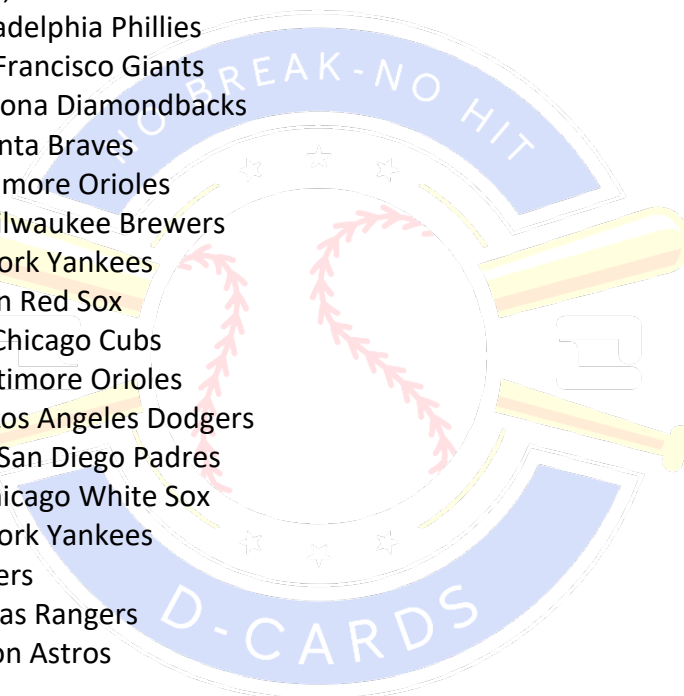 adelphia Phillies
Francisco Giants
ona Diamondbacks
nta Braves
more Orioles
ilwaukee Brewers
ork Yankees
n Red Sox
Chicago Cubs
timore Orioles
os Angeles Dodgers
San Diego Padres
hicago White Sox
ork Yankees
ers
as Rangers
on Astros
NO BREAK-NO HIT
D-CARDS